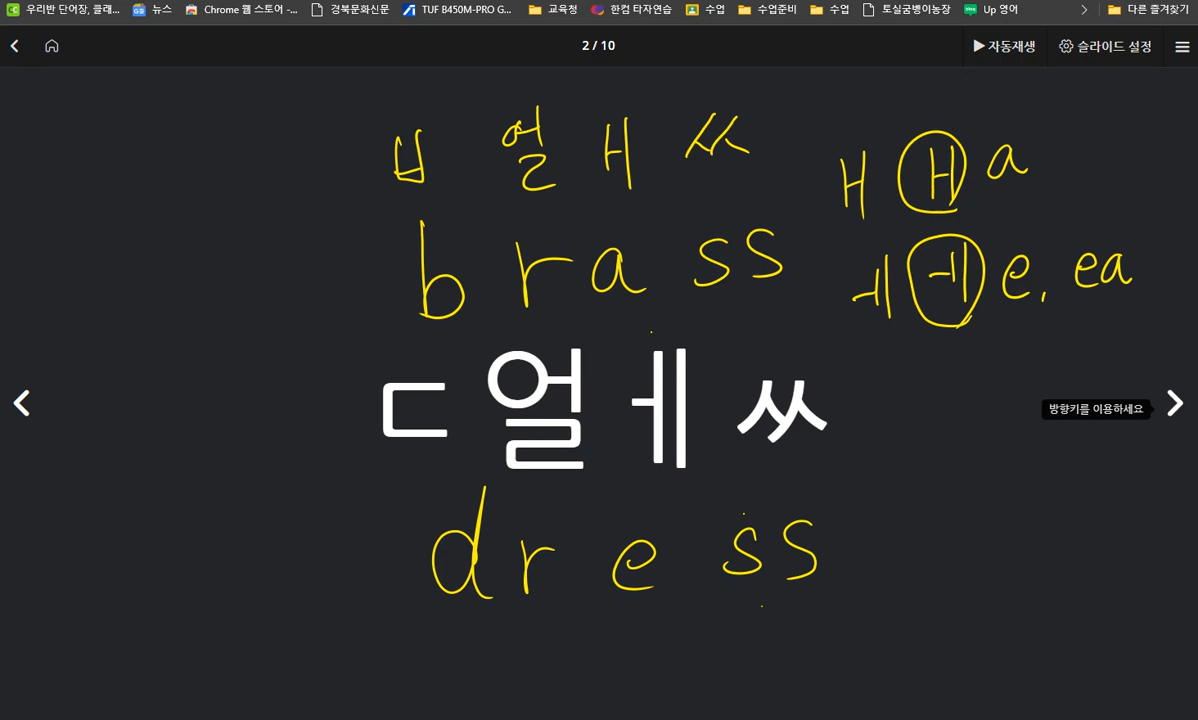 우리반 단어장, 클래... 뉴스 Chrome 웹 스토어 -... 경북문화신문 TUF B450M-PRO G... 교육청 한컴 타자연습 수업 수업준비 수업 토실굼벵이농장 Up 영어 다른 즐겨찾기
2 / 10 ▶ 자동재생 슬라이드 설정
ㅂ 얼 ㅐ ㅆ
ㅐ ㅐ a
b r a ss
ㅔ ㅔ e, ea
ㄷ 얼 ㅔ ㅆ
방향키를 이용하세요
d r e ss